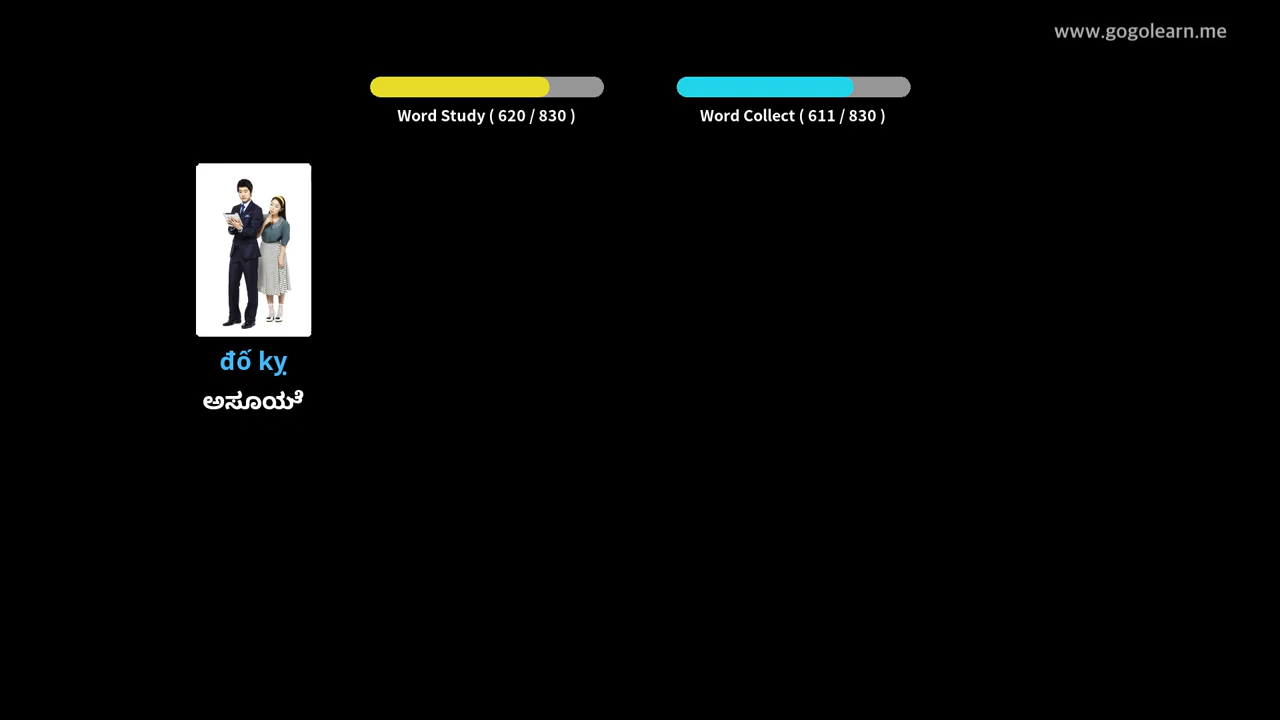 www.gogolearn.me
Word Study ( 620 / 830 )
Word Collect ( 611 / 830 )
đố kỵ
ಅಸೂಯೆ